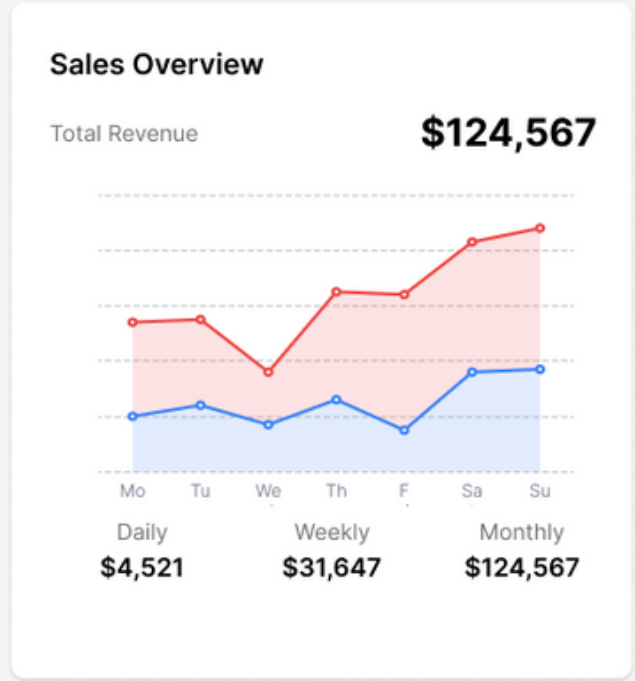 Sales Overview
Total Revenue $124,567
Mo Tu We Th F Sa Su
Daily Weekly Monthly
$4,521 $31,647 $124,567